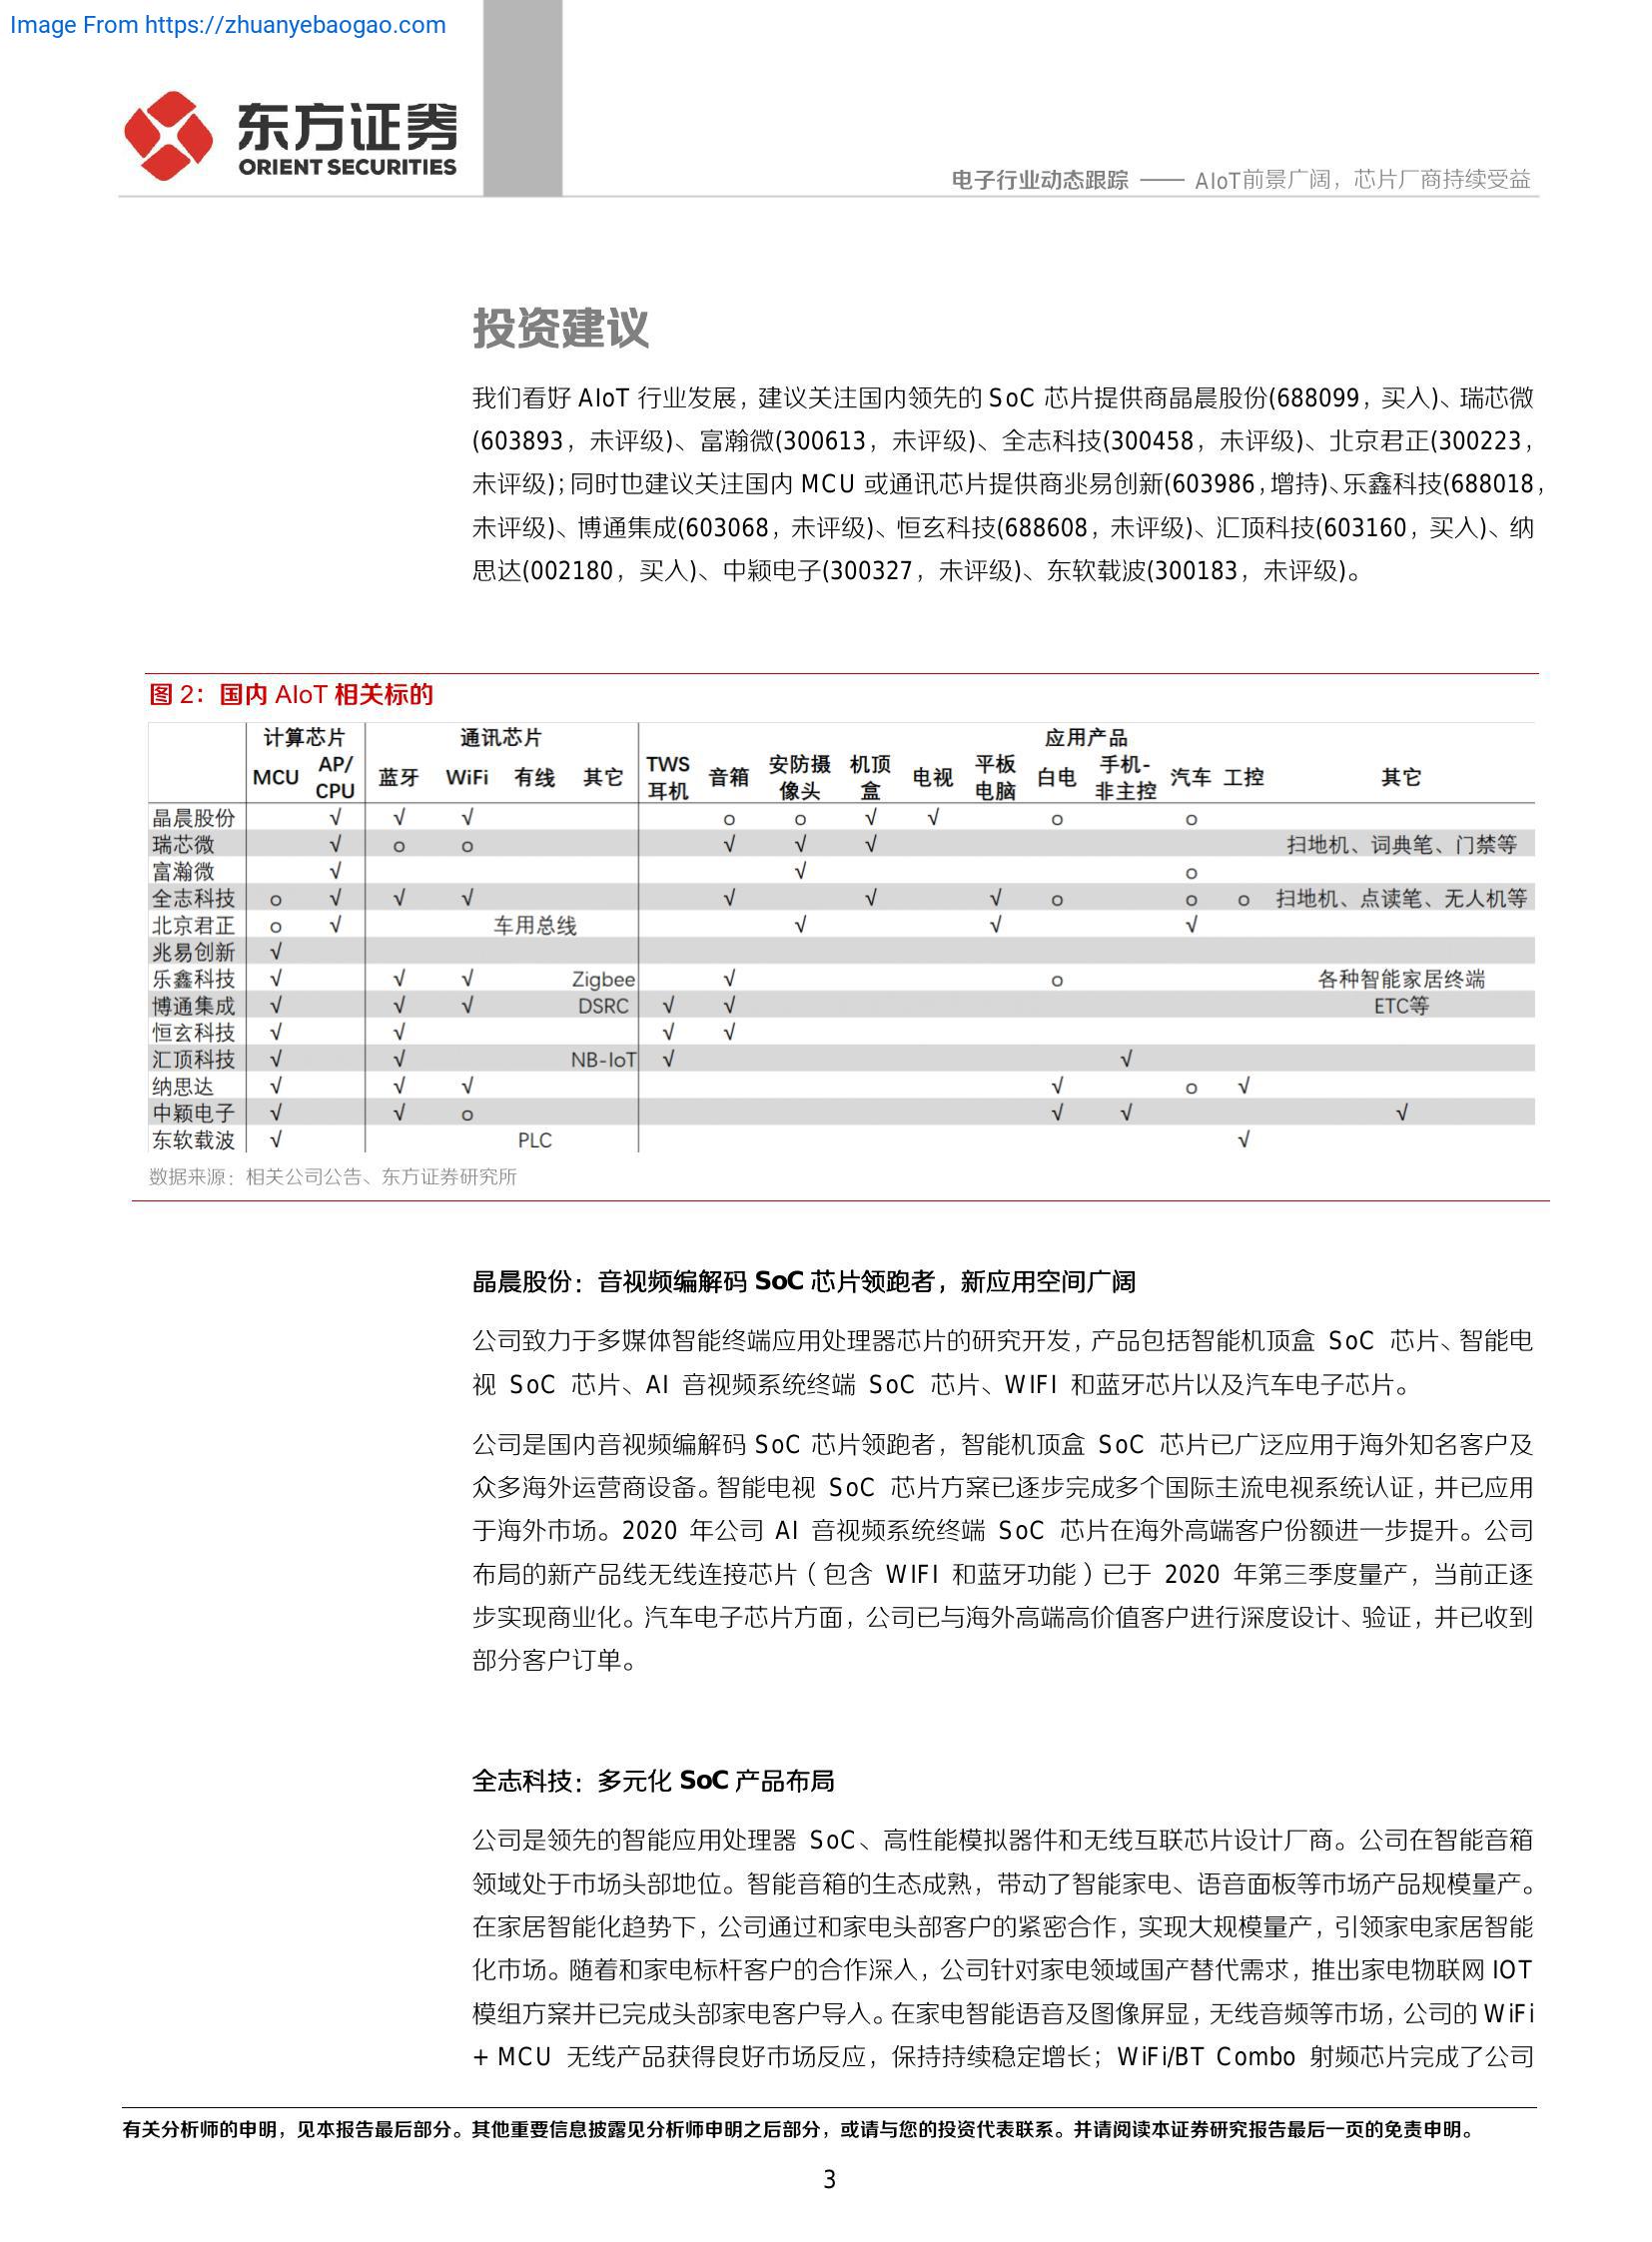 Image From https://zhuanyebaogao.com
东方证券
ORIENT SECURITIES
电子行业动态跟踪 —— AIoT前景广阔，芯片厂商持续受益
投资建议
我们看好 AIoT 行业发展，建议关注国内领先的 SoC 芯片提供商晶晨股份(688099，买入)、瑞芯微
(603893，未评级)、富瀚微(300613，未评级)、全志科技(300458，未评级)、北京君正(300223，
未评级)；同时也建议关注国内 MCU 或通讯芯片提供商兆易创新(603986，增持)、乐鑫科技(688018，
未评级)、博通集成(603068，未评级)、恒玄科技(688608，未评级)、汇顶科技(603160，买入)、纳
思达(002180，买入)、中颖电子(300327，未评级)、东软载波(300183，未评级)。
图 2：国内 AIoT 相关标的
计算芯片 通讯芯片 应用产品
MCU AP/CPU 蓝牙 WiFi 有线 其它 TWS耳机 音箱 安防摄像头 机顶盒 电视 平板电脑 白电 手机-非主控 汽车 工控 其它
晶晨股份 √ √ √ o o √ √ o o
瑞芯微 √ o o √ √ √ 扫地机、词典笔、门禁等
富瀚微 √ √ o
全志科技 o √ √ √ √ √ √ o o o 扫地机、点读笔、无人机等
北京君正 o √ 车用总线 √ √ √
兆易创新 √
乐鑫科技 √ √ √ Zigbee √ o 各种智能家居终端
博通集成 √ √ √ DSRC √ √ ETC等
恒玄科技 √ √ √ √
汇顶科技 √ √ NB-IoT √ √
纳思达 √ √ √ √ o √
中颖电子 √ √ o √ √ √
东软载波 √ PLC √
数据来源：相关公司公告、东方证券研究所
晶晨股份：音视频编解码 SoC 芯片领跑者，新应用空间广阔
公司致力于多媒体智能终端应用处理器芯片的研究开发，产品包括智能机顶盒 SoC 芯片、智能电
视 SoC 芯片、AI 音视频系统终端 SoC 芯片、WIFI 和蓝牙芯片以及汽车电子芯片。
公司是国内音视频编解码 SoC 芯片领跑者，智能机顶盒 SoC 芯片已广泛应用于海外知名客户及
众多海外运营商设备。智能电视 SoC 芯片方案已逐步完成多个国际主流电视系统认证，并已应用
于海外市场。2020 年公司 AI 音视频系统终端 SoC 芯片在海外高端客户份额进一步提升。公司
布局的新产品线无线连接芯片（包含 WIFI 和蓝牙功能）已于 2020 年第三季度量产，当前正逐
步实现商业化。汽车电子芯片方面，公司已与海外高端高价值客户进行深度设计、验证，并已收到
部分客户订单。
全志科技：多元化 SoC 产品布局
公司是领先的智能应用处理器 SoC、高性能模拟器件和无线互联芯片设计厂商。公司在智能音箱
领域处于市场头部地位。智能音箱的生态成熟，带动了智能家电、语音面板等市场产品规模量产。
在家居智能化趋势下，公司通过和家电头部客户的紧密合作，实现大规模量产，引领家电家居智能
化市场。随着和家电标杆客户的合作深入，公司针对家电领域国产替代需求，推出家电物联网 IOT
模组方案并已完成头部家电客户导入。在家电智能语音及图像屏显，无线音频等市场，公司的 WiFi
+ MCU 无线产品获得良好市场反应，保持持续稳定增长；WiFi/BT Combo 射频芯片完成了公司
有关分析师的申明，见本报告最后部分。其他重要信息披露见分析师申明之后部分，或请与您的投资代表联系。并请阅读本证券研究报告最后一页的免责申明。
3